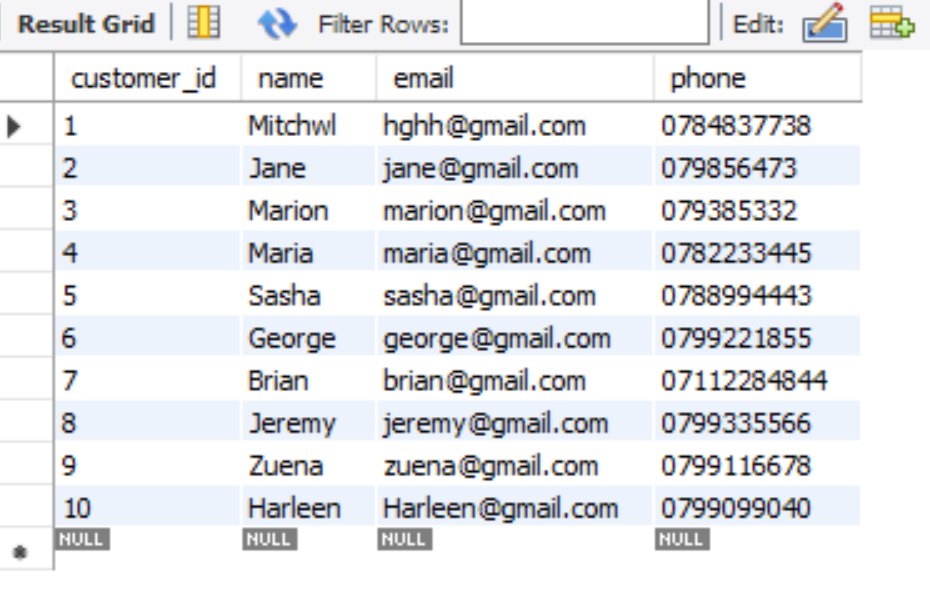 Result Grid Filter Rows: Edit:
customer_id name email phone
1 Mitchwl hghh@gmail.com 0784837738
2 Jane jane@gmail.com 079856473
3 Marion marion@gmail.com 079385332
4 Maria maria@gmail.com 0782233445
5 Sasha sasha@gmail.com 0788994443
6 George george@gmail.com 0799221855
7 Brian brian@gmail.com 07112284844
8 Jeremy jeremy@gmail.com 0799335566
9 Zuena zuena@gmail.com 0799116678
10 Harleen Harleen@gmail.com 0799099040
NULL NULL NULL NULL